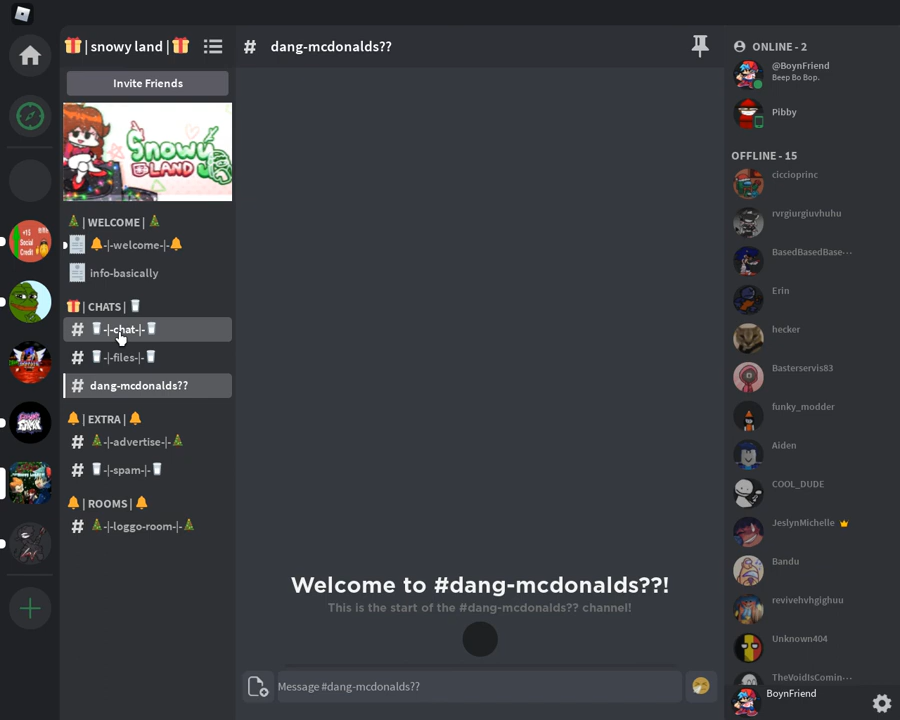 🎁 | snowy land | 🎁
Invite Friends
Snowy
LAND
🎄 | WELCOME | 🎄
🔔-|-welcome-|-🔔
info-basically
🎁 | CHATS | 🥛
# 🥛-|-chat-|-🥛
# 🥛-|-files-|-🥛
# dang-mcdonalds??
🔔 | EXTRA | 🔔
# 🎄-|-advertise-|-🎄
# 🥛-|-spam-|-🥛
🔔 | ROOMS | 🔔
# 🎄-|-loggo-room-|-🎄
+15
Social
Credit
# dang-mcdonalds??
Welcome to #dang-mcdonalds??!
This is the start of the #dang-mcdonalds?? channel!
Message #dang-mcdonalds??
ONLINE - 2
@BoynFriend
Beep Bo Bop.
Pibby
OFFLINE - 15
ciccioprinc
rvrgiurgiuvhuhu
BasedBasedBase···
Erin
hecker
Basterservis83
funky_modder
Aiden
COOL_DUDE
JeslynMichelle
Bandu
revivehvhgighuu
Unknown404
TheVoidIsComin···
BoynFriend